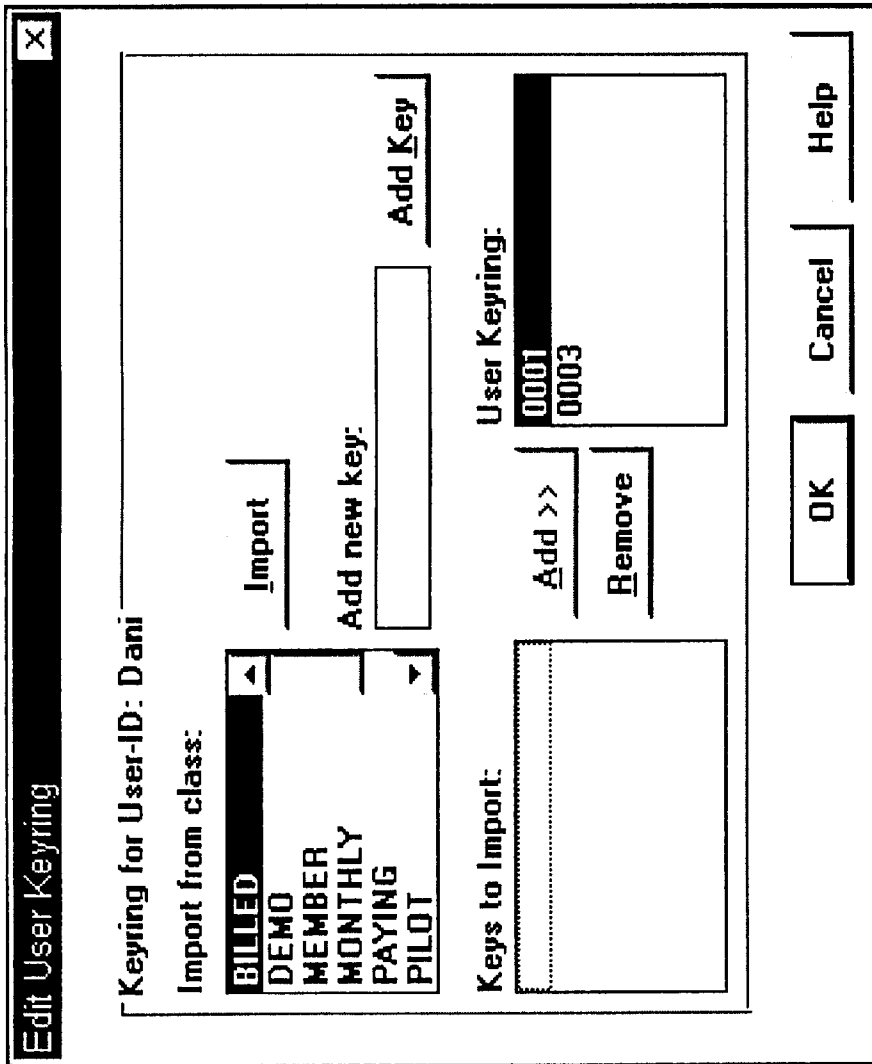 Edit User Keyring
Keyring for User-ID: Dani
Import from class:
BILLED
DEMO
MEMBER
MONTHLY
PAYING
PILOT
Import
Add new key:
Add Key
Keys to Import:
Add >>
Remove
User Keyring:
0001
0003
OK
Cancel
Help